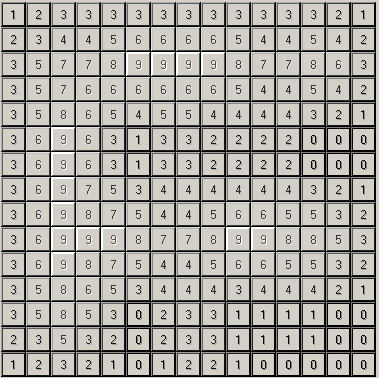 1 2 3 3 3 3 3 3 3 3 3 3 3 2 1
2 3 4 4 5 6 6 6 6 5 4 4 5 4 2
3 5 7 7 8 9 9 9 9 8 7 7 8 6 3
3 5 7 6 6 6 6 6 6 5 4 4 5 4 2
3 5 8 6 5 4 5 5 4 4 4 4 3 2 1
3 6 9 6 3 1 3 3 2 2 2 2 0 0 0
3 6 9 6 3 1 3 3 2 2 2 2 0 0 0
3 6 9 7 5 3 4 4 4 4 4 4 3 2 1
3 6 9 8 7 5 4 4 5 6 6 5 5 3 2
3 6 9 9 9 8 7 7 8 9 9 8 8 5 3
3 6 9 8 7 5 4 4 5 6 6 5 5 3 2
3 5 8 6 5 3 4 4 4 3 4 4 4 2 1
3 5 8 5 3 0 2 3 3 1 1 1 1 0 0
2 3 5 3 2 0 2 3 3 1 1 1 1 0 0
1 2 3 2 1 0 1 2 2 1 0 0 0 0 0